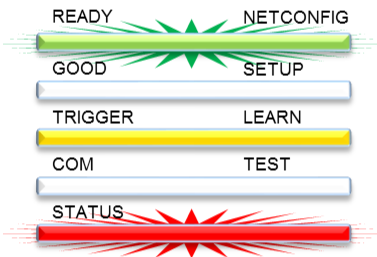 READY NETCONFIG
GOOD SETUP
TRIGGER LEARN
COM TEST
STATUS